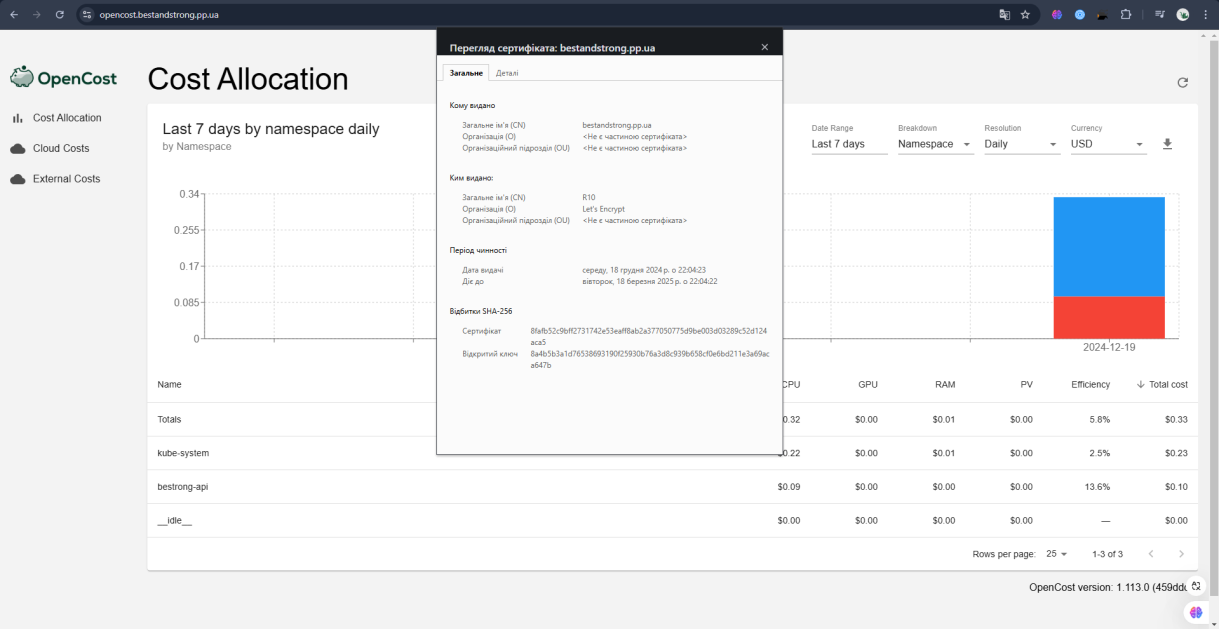 opencost.bestandstrong.pp.ua
OpenCost
Cost Allocation
Cloud Costs
External Costs
Cost Allocation
Last 7 days by namespace daily
by Namespace
Date Range
Last 7 days
Breakdown
Namespace
Resolution
Daily
Currency
USD
0.34
0.255
0.17
0.085
0
2024-12-19
Перегляд сертифіката: bestandstrong.pp.ua
Загальне Деталі
Кому видано
Загальне ім'я (CN) bestandstrong.pp.ua
Організація (O) <Не є частиною сертифіката>
Організаційний підрозділ (OU) <Не є частиною сертифіката>
Ким видано:
Загальне ім'я (CN) R10
Організація (O) Let's Encrypt
Організаційний підрозділ (OU) <Не є частиною сертифіката>
Період чинності
Дата видачі середу, 18 грудня 2024 р. о 22:04:23
Діє до вівторок, 18 березня 2025 р. о 22:04:22
Відбитки SHA-256
Сертифікат 8fafb52c9bff2731742e53eaff8ab2a377050775d9be003d03289c52d124
aca5
Відкритий ключ 8a4b5b3a1d76538693190f25930b76a3d8c939b658cf0e6bd211e3a69ac
a647b
Name CPU GPU RAM PV Efficiency Total cost
Totals 0.32 $0.00 $0.01 $0.00 5.8% $0.33
kube-system $0.22 $0.00 $0.01 $0.00 2.5% $0.23
bestrong-api $0.09 $0.00 $0.00 $0.00 13.6% $0.10
__idle__ $0.00 $0.00 $0.00 $0.00 — $0.00
Rows per page: 25 1-3 of 3
OpenCost version: 1.113.0 (459ddc